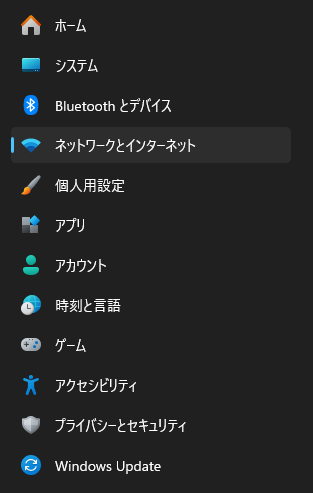 ホーム
システム
Bluetooth とデバイス
ネットワークとインターネット
個人用設定
アプリ
アカウント
時刻と言語
ゲーム
アクセシビリティ
プライバシーとセキュリティ
Windows Update